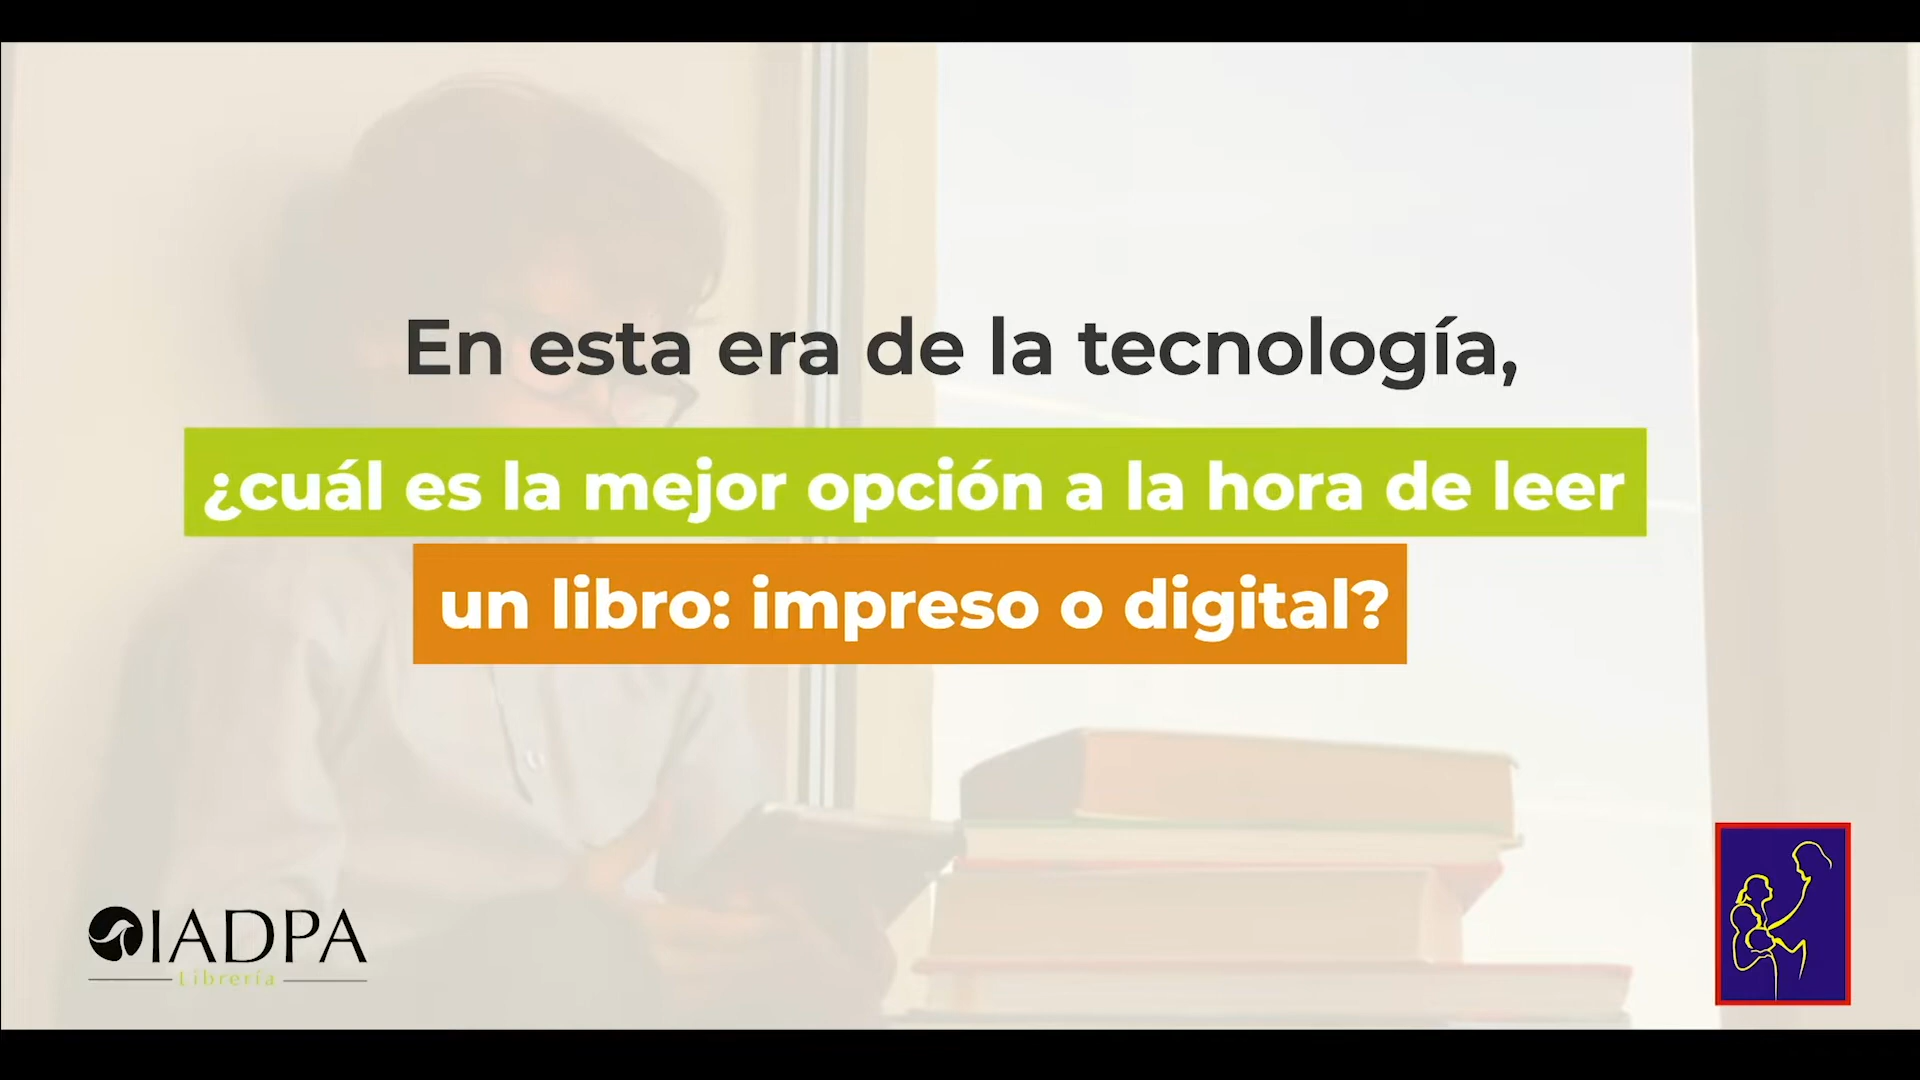 En esta era de la tecnología,
¿cuál es la mejor opción a la hora de leer
un libro: impreso o digital?
IADPA
Librería